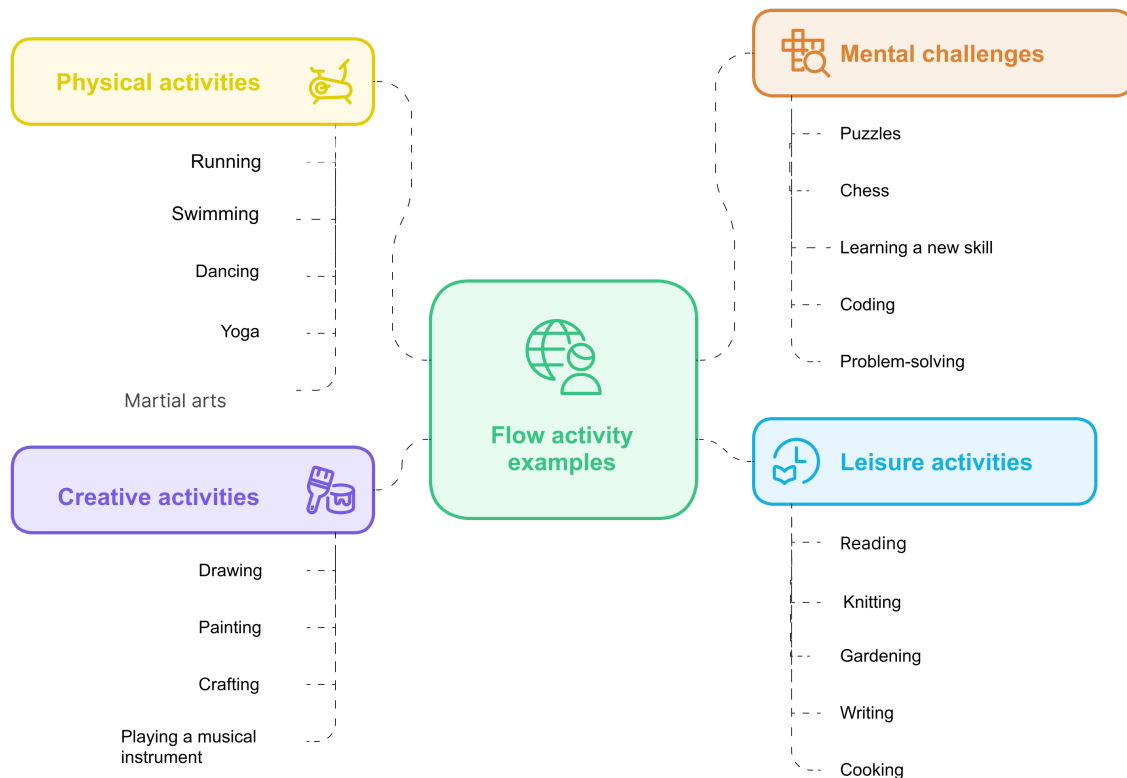 Physical activities
Running
Swimming
Dancing
Yoga
Martial arts
Creative activities
Drawing
Painting
Crafting
Playing a musical
instrument
Flow activity
examples
Mental challenges
Puzzles
Chess
Learning a new skill
Coding
Problem-solving
Leisure activities
Reading
Knitting
Gardening
Writing
Cooking